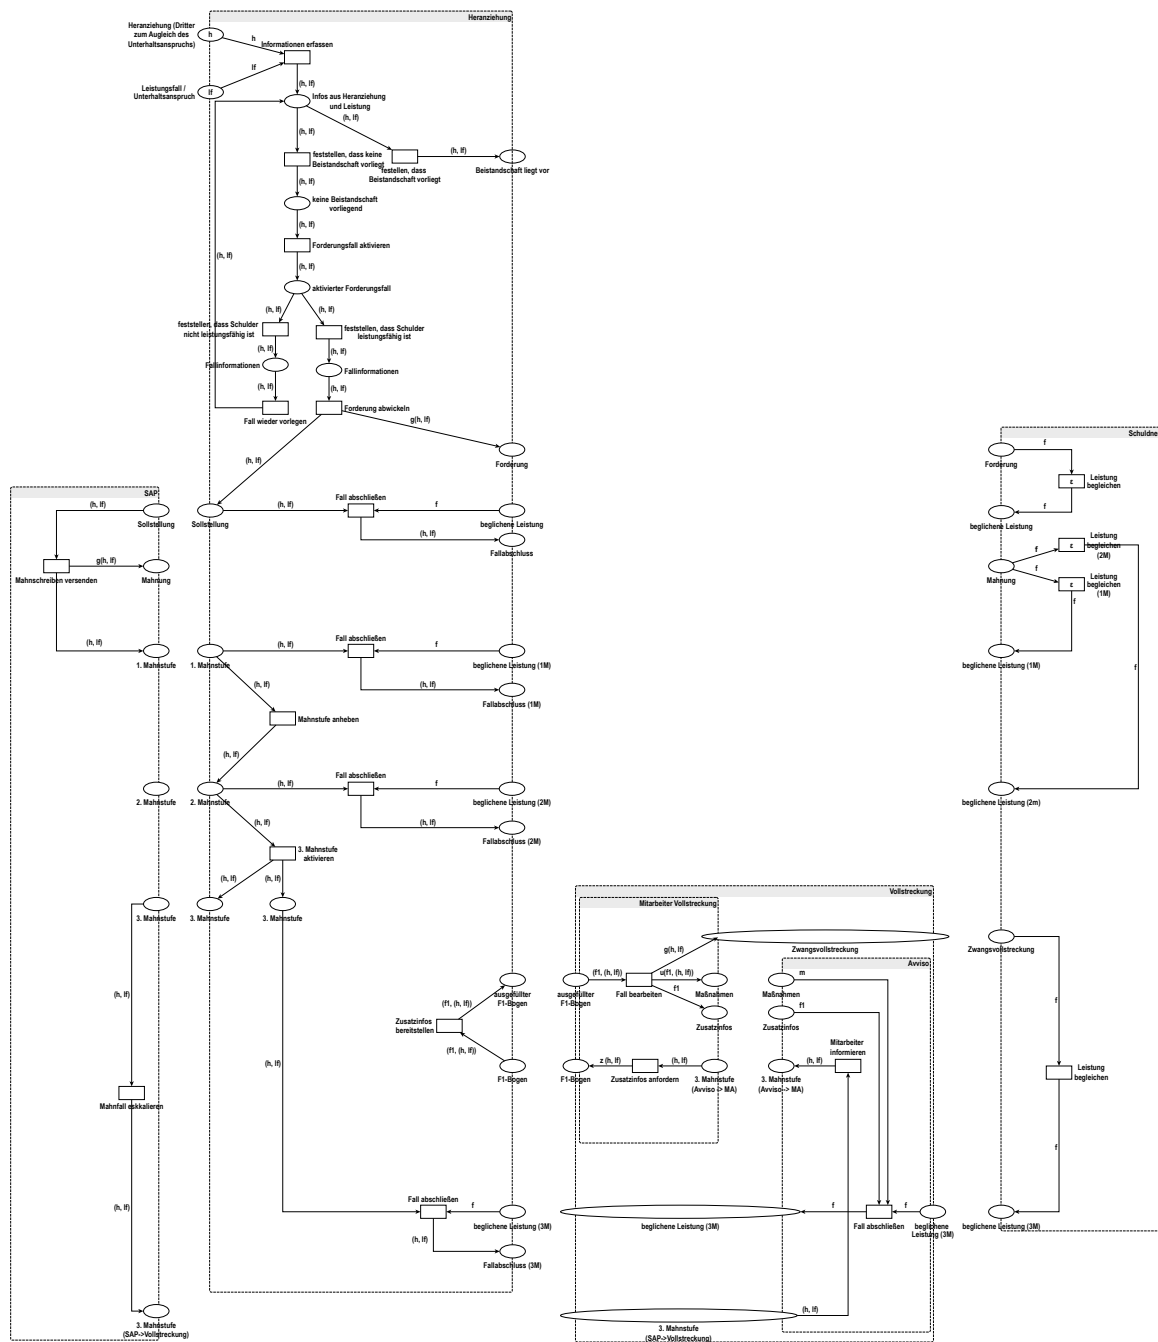 Heranziehung
Heranziehung (Dritter
zum Augleich des
Unterhaltsanspruchs)
h
h
Informationen erfassen
lf
Leistungsfall /
Unterhaltsanspruch
lf
(h, lf)
Infos aus Heranziehung
und Leistung
(h, lf)
(h, lf)
feststellen, dass keine
Beistandschaft vorliegt
(h, lf)
festellen, dass
Beistandschaft vorliegt
Beistandschaft liegt vor
(h, lf)
keine Beistandschaft
vorliegend
(h, lf)
Forderungsfall aktivieren
(h, lf)
(h, lf)
aktivierter Forderungsfall
(h, lf)
(h, lf)
feststellen, dass Schulder
nicht leistungsfähig ist
feststellen, dass Schulder
leistungsfähig ist
(h, lf)
(h, lf)
Fallinformationen
Fallinformationen
(h, lf)
(h, lf)
Fall wieder vorlegen
Forderung abwickeln
g(h, lf)
(h, lf)
Forderung
Schuldne
f
Forderung
ε
Leistung
begleichen
f
beglichene Leistung
SAP
(h, lf)
Sollstellung
Sollstellung
(h, lf)
Fall abschließen
f
beglichene Leistung
(h, lf)
Fallabschluss
Mahnschreiben versenden
g(h, lf)
Mahnung
Mahnung
f
ε
Leistung
begleichen
(2M)
f
ε
Leistung
begleichen
(1M)
f
(h, lf)
1. Mahnstufe
1. Mahnstufe
(h, lf)
Fall abschließen
f
beglichene Leistung (1M)
beglichene Leistung (1M)
f
(h, lf)
(h, lf)
Fallabschluss (1M)
Mahnstufe anheben
(h, lf)
2. Mahnstufe
2. Mahnstufe
(h, lf)
Fall abschließen
f
beglichene Leistung (2M)
beglichene Leistung (2m)
(h, lf)
(h, lf)
Fallabschluss (2M)
3. Mahnstufe
aktivieren
(h, lf)
(h, lf)
3. Mahnstufe
3. Mahnstufe
3. Mahnstufe
Vollstreckung
Mitarbeiter Vollstreckung
g(h, lf)
Zwangsvollstreckung
Zwangsvollstreckung
Avviso
(h, lf)
ausgefüllter
F1-Bogen
(f1, (h, lf))
Zusatzinfos
bereitstellen
(f1, (h, lf))
F1-Bogen
ausgefüllter
F1-Bogen
(f1, (h, lf))
Fall bearbeiten
u(f1, (h, lf))
Maßnahmen
f1
Zusatzinfos
m
Maßnahmen
f1
Zusatzinfos
f
F1-Bogen
z (h, lf)
Zusatzinfos anfordern
(h, lf)
3. Mahnstufe
(Avviso -> MA)
3. Mahnstufe
(Avviso -> MA)
(h, lf)
Mitarbeiter
informieren
(h, lf)
Mahnfall eskkalieren
Leistung
begleichen
f
(h, lf)
Fall abschließen
f
beglichene Leistung (3M)
(h, lf)
Fallabschluss (3M)
beglichene Leistung (3M)
f
Fall abschließen
f
beglichene
Leistung (3M)
beglichene Leistung (3M)
3. Mahnstufe
(SAP->Vollstreckung)
3. Mahnstufe
(SAP->Vollstreckung)
(h, lf)